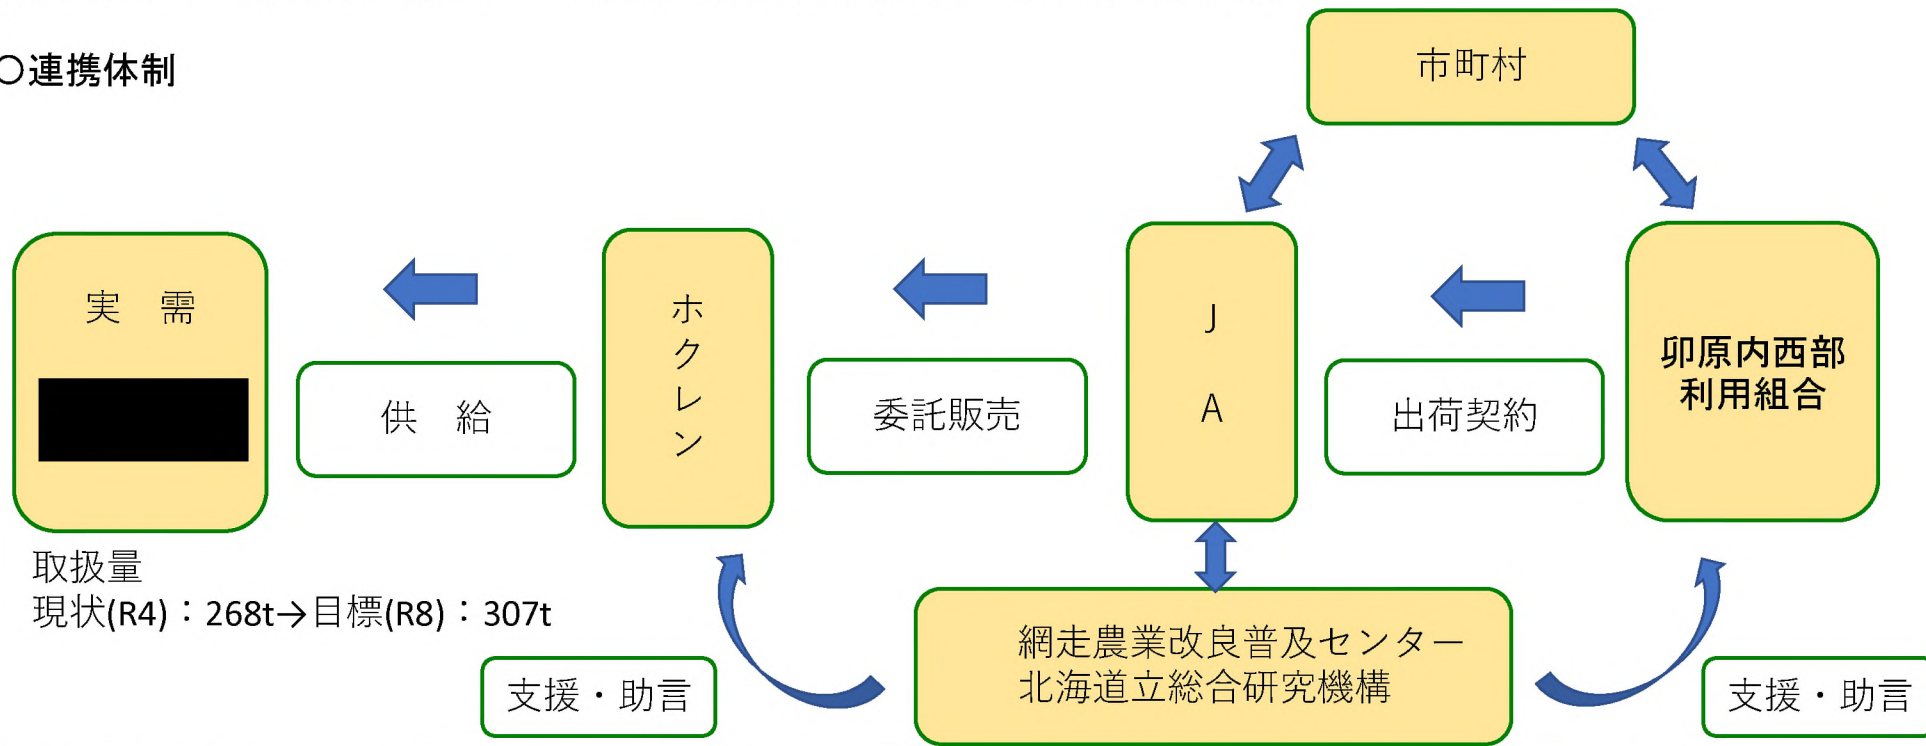 〇連携体制
市町村
実　需
供　給
ホクレン
委託販売
J
A
出荷契約
卯原内西部
利用組合
取扱量
現状(R4)：268t→目標(R8)：307t
支援・助言
網走農業改良普及センター
北海道立総合研究機構
支援・助言